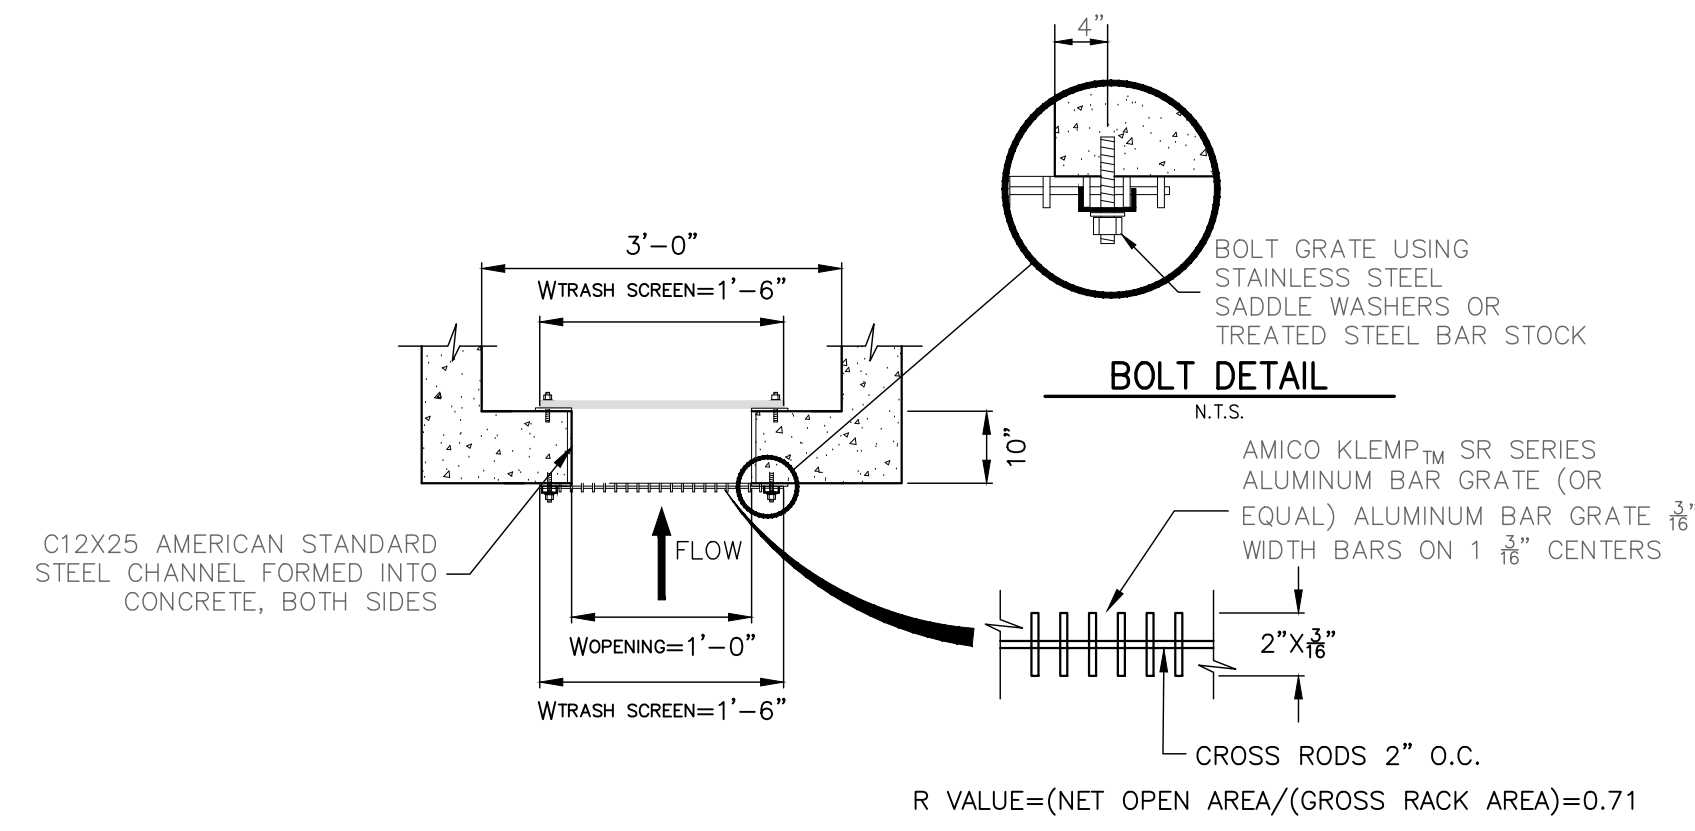 4"
3'-0"
WTRASH SCREEN=1'-6"
BOLT GRATE USING
STAINLESS STEEL
SADDLE WASHERS OR
TREATED STEEL BAR STOCK
BOLT DETAIL
N.T.S.
10"
AMICO KLEMP™ SR SERIES
ALUMINUM BAR GRATE (OR
EQUAL) ALUMINUM BAR GRATE 3/16"
WIDTH BARS ON 1 3/16" CENTERS
C12X25 AMERICAN STANDARD
STEEL CHANNEL FORMED INTO
CONCRETE, BOTH SIDES
FLOW
WOPENING=1'-0"
WTRASH SCREEN=1'-6"
2"X3/16"
CROSS RODS 2" O.C.
R VALUE=(NET OPEN AREA/(GROSS RACK AREA)=0.71